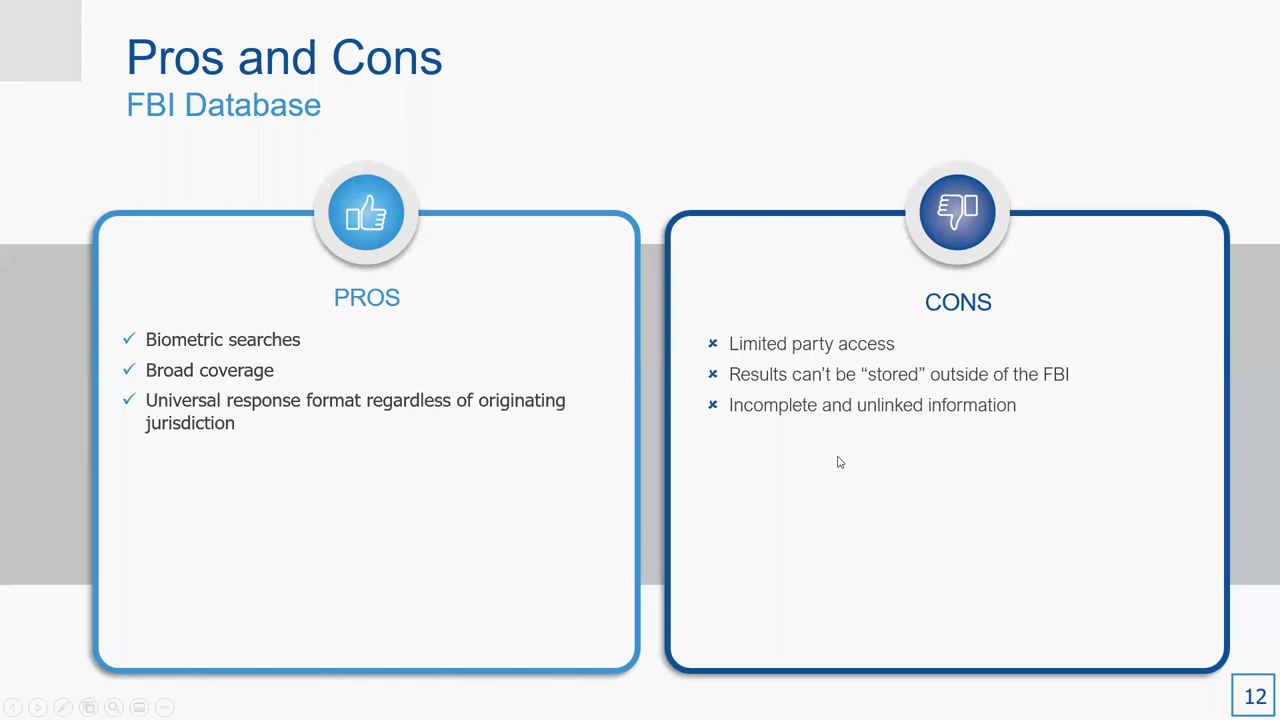 Pros and Cons
FBI Database
PROS
Biometric searches
Broad coverage
Universal response format regardless of originating
jurisdiction
CONS
Limited party access
Results can’t be “stored” outside of the FBI
Incomplete and unlinked information
12